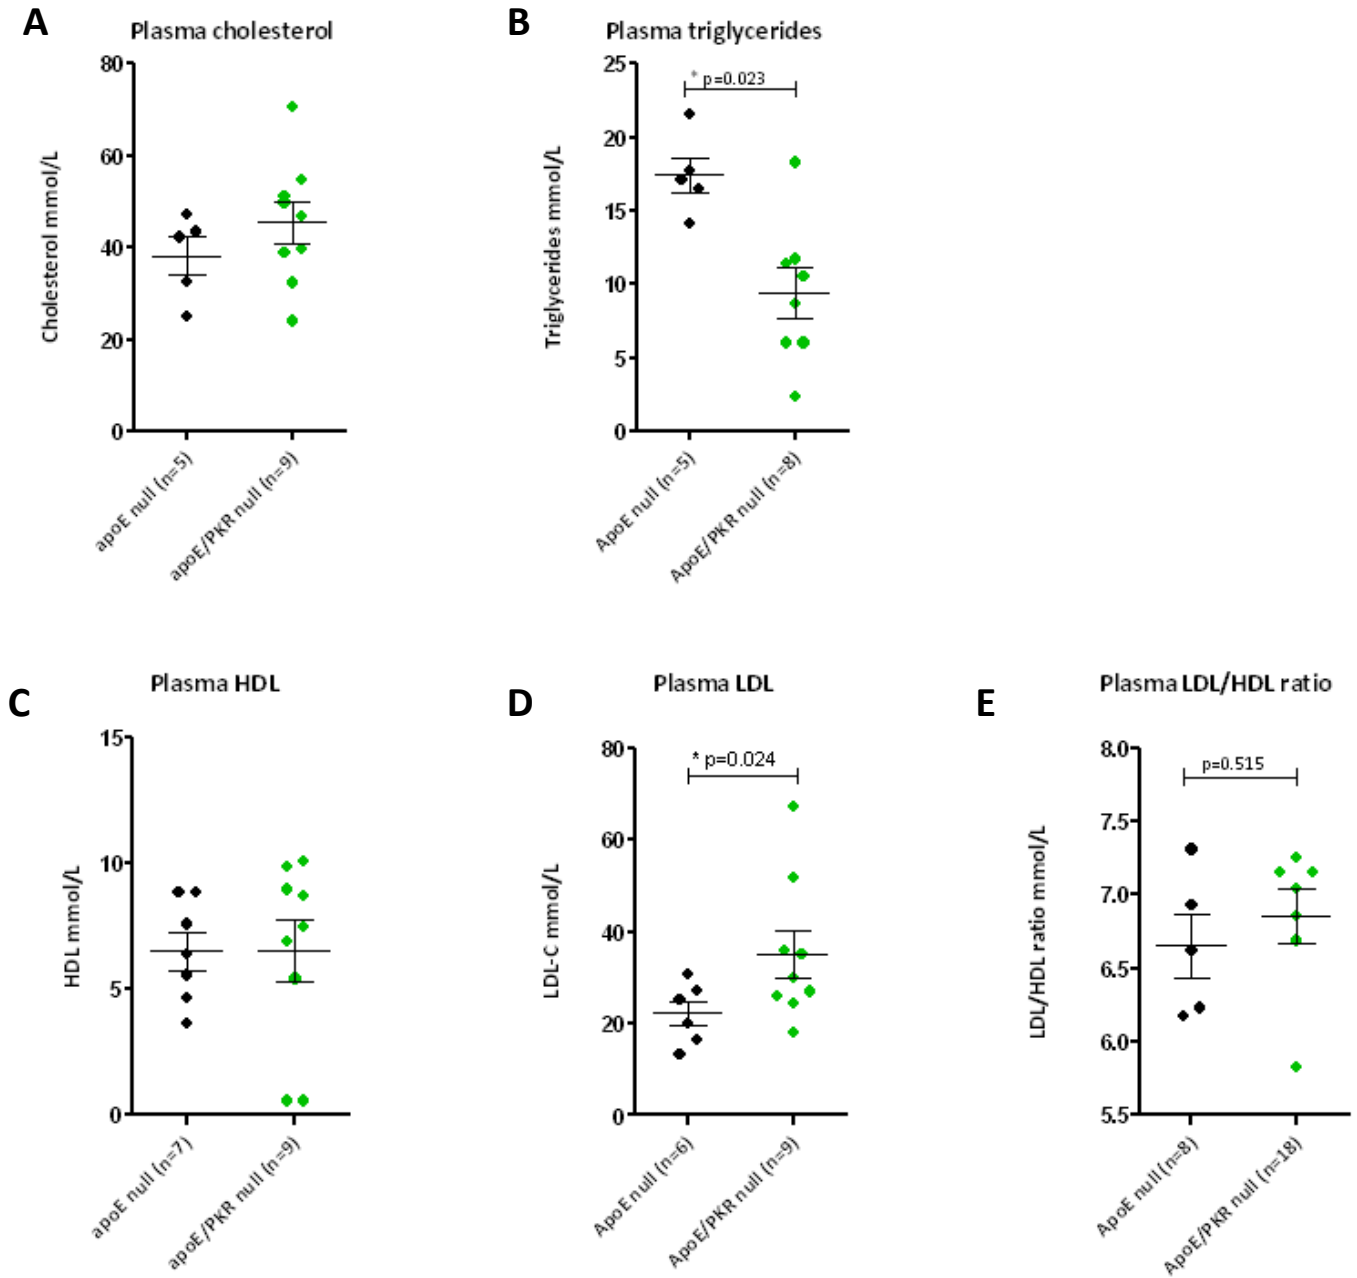 A
Plasma cholesterol
80
60
40
20
0
Cholesterol mmol/L
apoE null (n=5)
apoE/PKR null (n=9)
B
Plasma triglycerides
25
20
15
10
5
0
Triglycerides mmol/L
* p=0.023
ApoE null (n=5)
ApoE/PKR null (n=8)
C
Plasma HDL
15
10
5
0
HDL mmol/L
apoE null (n=7)
apoE/PKR null (n=9)
D
Plasma LDL
80
60
40
20
0
LDL-C mmol/L
* p=0.024
ApoE null (n=6)
ApoE/PKR null (n=9)
E
Plasma LDL/HDL ratio
8.0
7.5
7.0
6.5
6.0
5.5
LDL/HDL ratio mmol/L
p=0.515
ApoE null (n=8)
ApoE/PKR null (n=18)